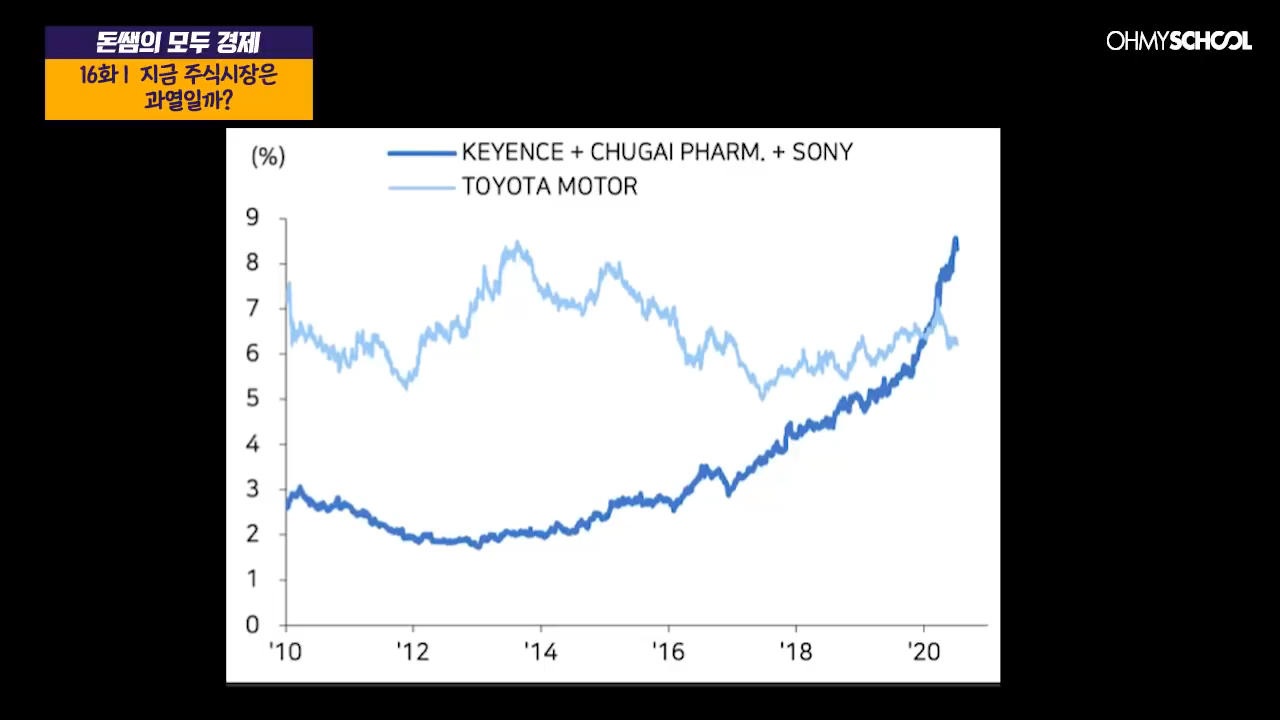 돈쌤의 모두 경제
16화 I 지금 주식시장은
과열일까?
OHMYSCHOOL
(%)
KEYENCE + CHUGAI PHARM. + SONY
TOYOTA MOTOR
9
8
7
6
5
4
3
2
1
0
'10 '12 '14 '16 '18 '20